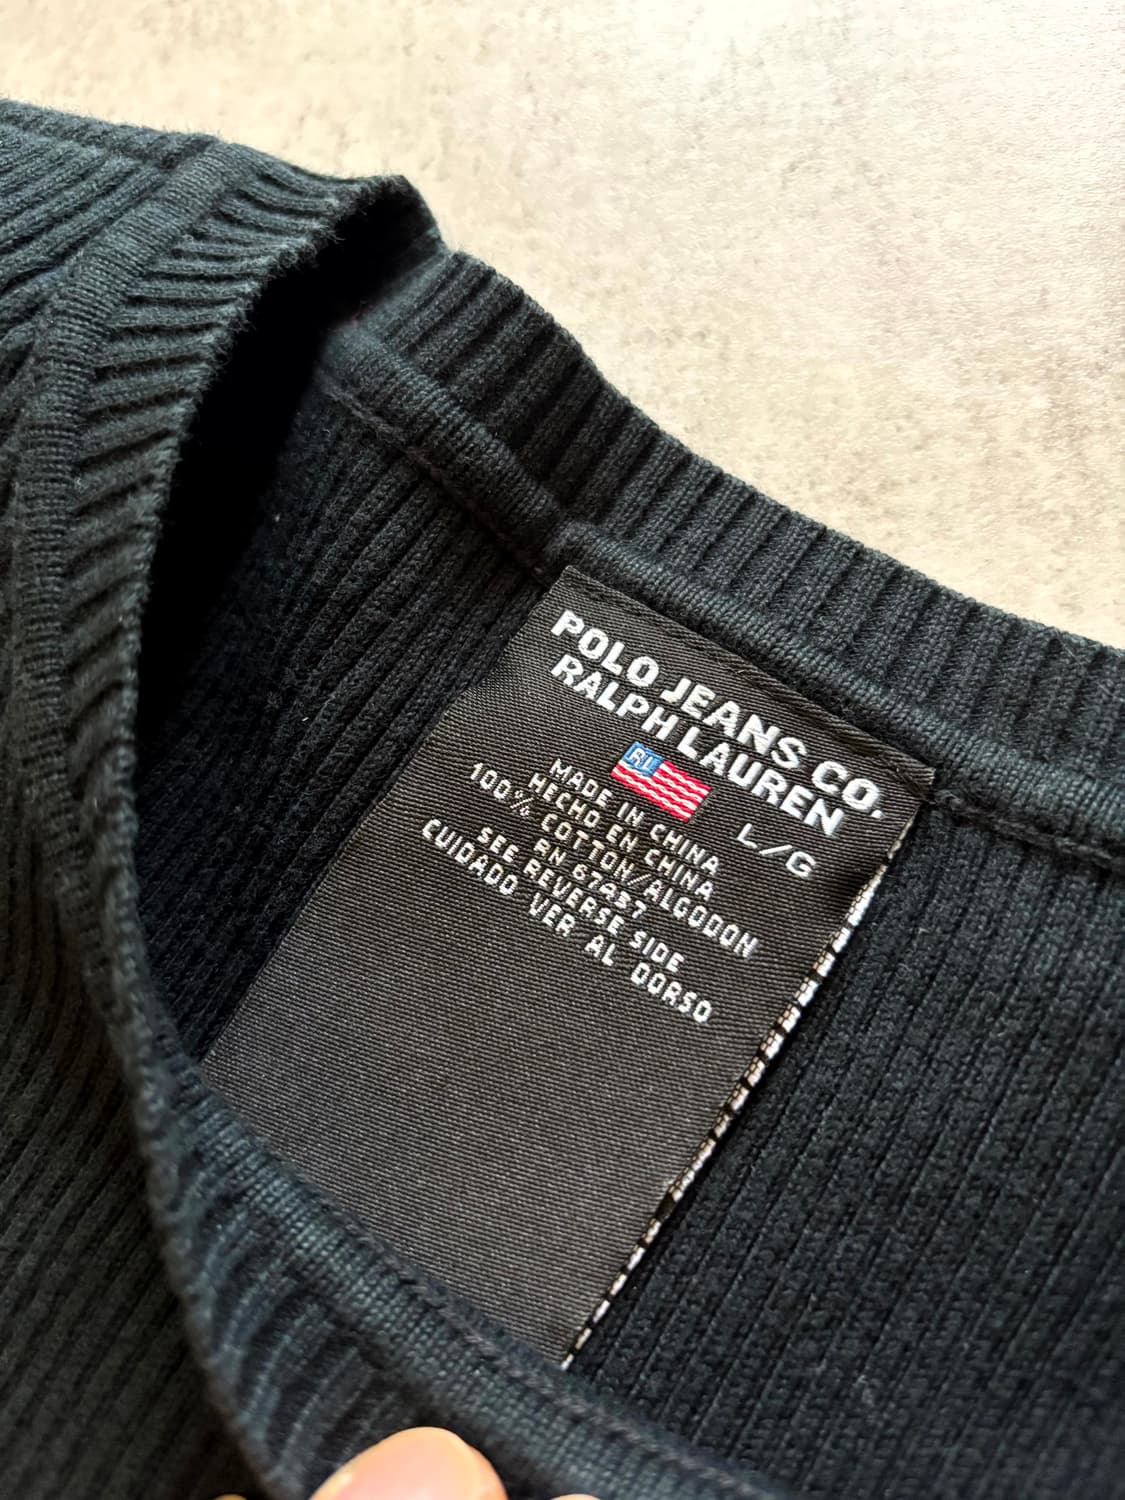 POLO JEANS CO.
RALPH LAUREN
RL
L/G
MADE IN CHINA
HECHO EN CHINA
100% COTTON/ALGODON
RN 67437
SEE REVERSE SIDE
CUIDADO VER AL DORSO